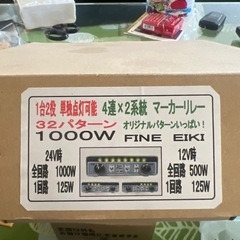 1台2役 単独点灯可能 4連×2系統 マーカーリレー
32パターン オリジナルパターンいっぱい!
1000W FINE EIKI
24V時 12V時
全回路 1000W 全回路 500W
1回路 125W 1回路 125W